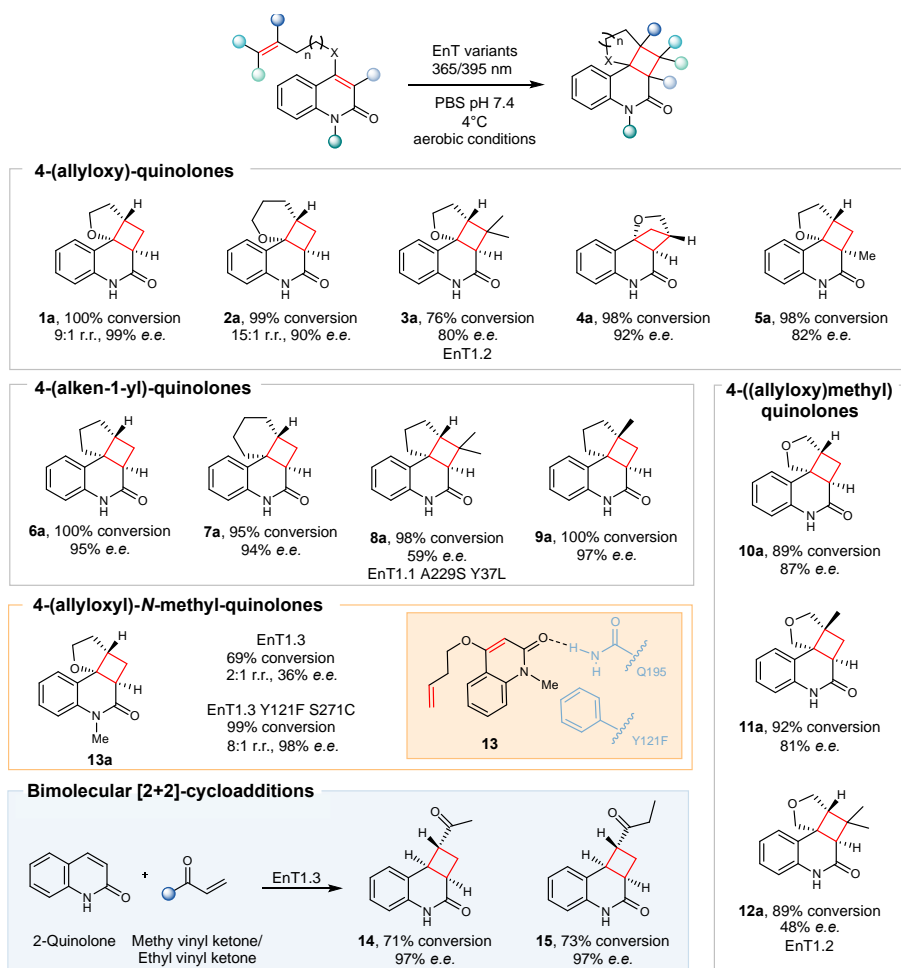 n
X
N
O
EnT variants
365/395 nm
PBS pH 7.4
4°C
aerobic conditions
n
X
N
O
4-(allyloxy)-quinolones
H
O
H
N
H
O
1a, 100% conversion
9:1 r.r., 99% e.e.
H
O
H
N
H
O
2a, 99% conversion
15:1 r.r., 90% e.e.
H
O
H
N
H
O
3a, 76% conversion
80% e.e.
EnT1.2
O
H
H
N
H
O
4a, 98% conversion
92% e.e.
H
O
Me
N
H
O
5a, 98% conversion
82% e.e.
4-(alken-1-yl)-quinolones
H
H
N
H
O
6a, 100% conversion
95% e.e.
H
H
N
H
O
7a, 95% conversion
94% e.e.
H
H
N
H
O
8a, 98% conversion
59% e.e.
EnT1.1 A229S Y37L
H
N
H
O
9a, 100% conversion
97% e.e.
4-((allyloxy)methyl)
quinolones
O
H
H
N
H
O
10a, 89% conversion
87% e.e.
O
H
N
H
O
11a, 92% conversion
81% e.e.
O
H
H
N
H
O
12a, 89% conversion
48% e.e.
EnT1.2
4-(allyloxyl)-N-methyl-quinolones
H
O
H
N
O
Me
13a
EnT1.3
69% conversion
2:1 r.r., 36% e.e.
EnT1.3 Y121F S271C
99% conversion
8:1 r.r., 98% e.e.
O
O
N
Me
13
O
H
N
H
Q195
Y121F
Bimolecular [2+2]-cycloadditions
N
H
O
2-Quinolone
+
O
Methy vinyl ketone/
Ethyl vinyl ketone
EnT1.3
O
H
H
H
N
H
O
14, 71% conversion
97% e.e.
O
H
H
H
N
H
O
15, 73% conversion
97% e.e.